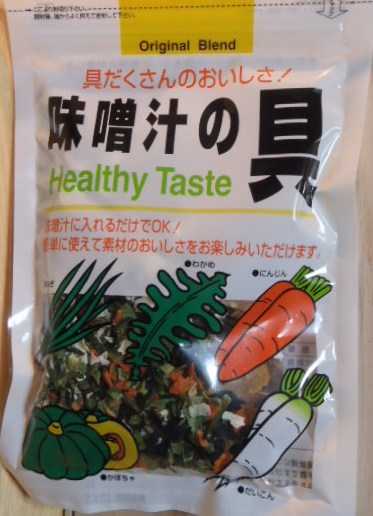 Original Blend
具だくさんのおいしさ!
味噌汁の具
Healthy Taste
味噌汁に入れるだけでOK!
簡単に使えて素材のおいしさをお楽しみいただけます。
●わかめ
●にんじん
●かぼちゃ
●だいこん